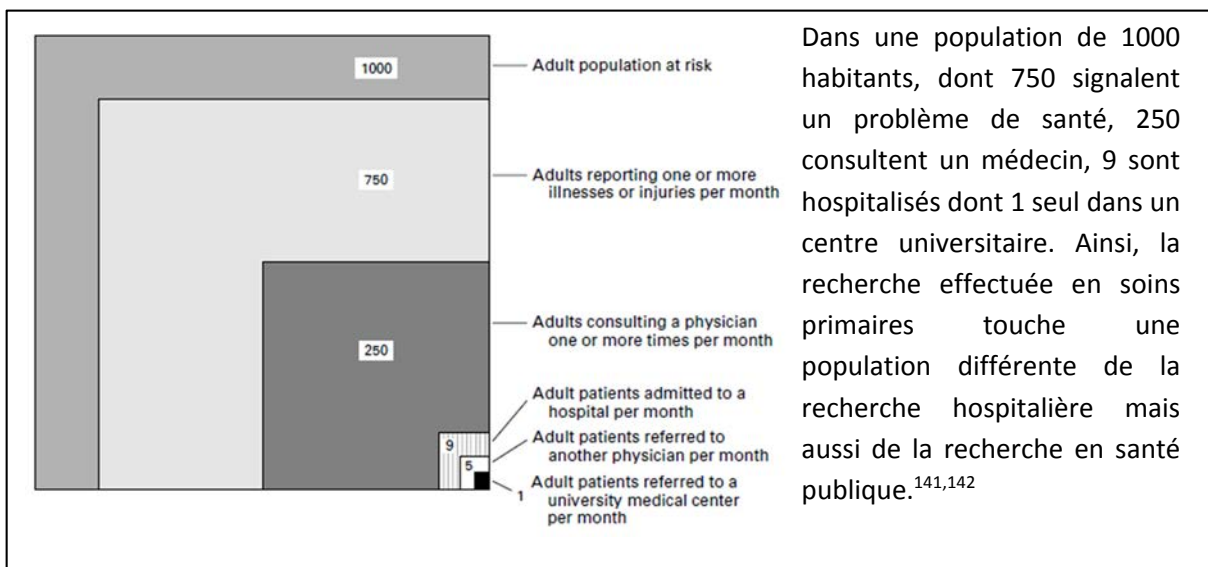 1000
Adult population at risk
750
Adults reporting one or more
illnesses or injuries per month
250
Adults consulting a physician
one or more times per month
9
Adult patients admitted to a
hospital per month
5
Adult patients referred to
another physician per month
1
Adult patients referred to a
university medical center
per month
Dans une population de 1000
habitants, dont 750 signalent
un problème de santé, 250
consultent un médecin, 9 sont
hospitalisés dont 1 seul dans un
centre universitaire. Ainsi, la
recherche effectuée en soins
primaires touche une
population différente de la
recherche hospitalière mais
aussi de la recherche en santé
publique.141,142